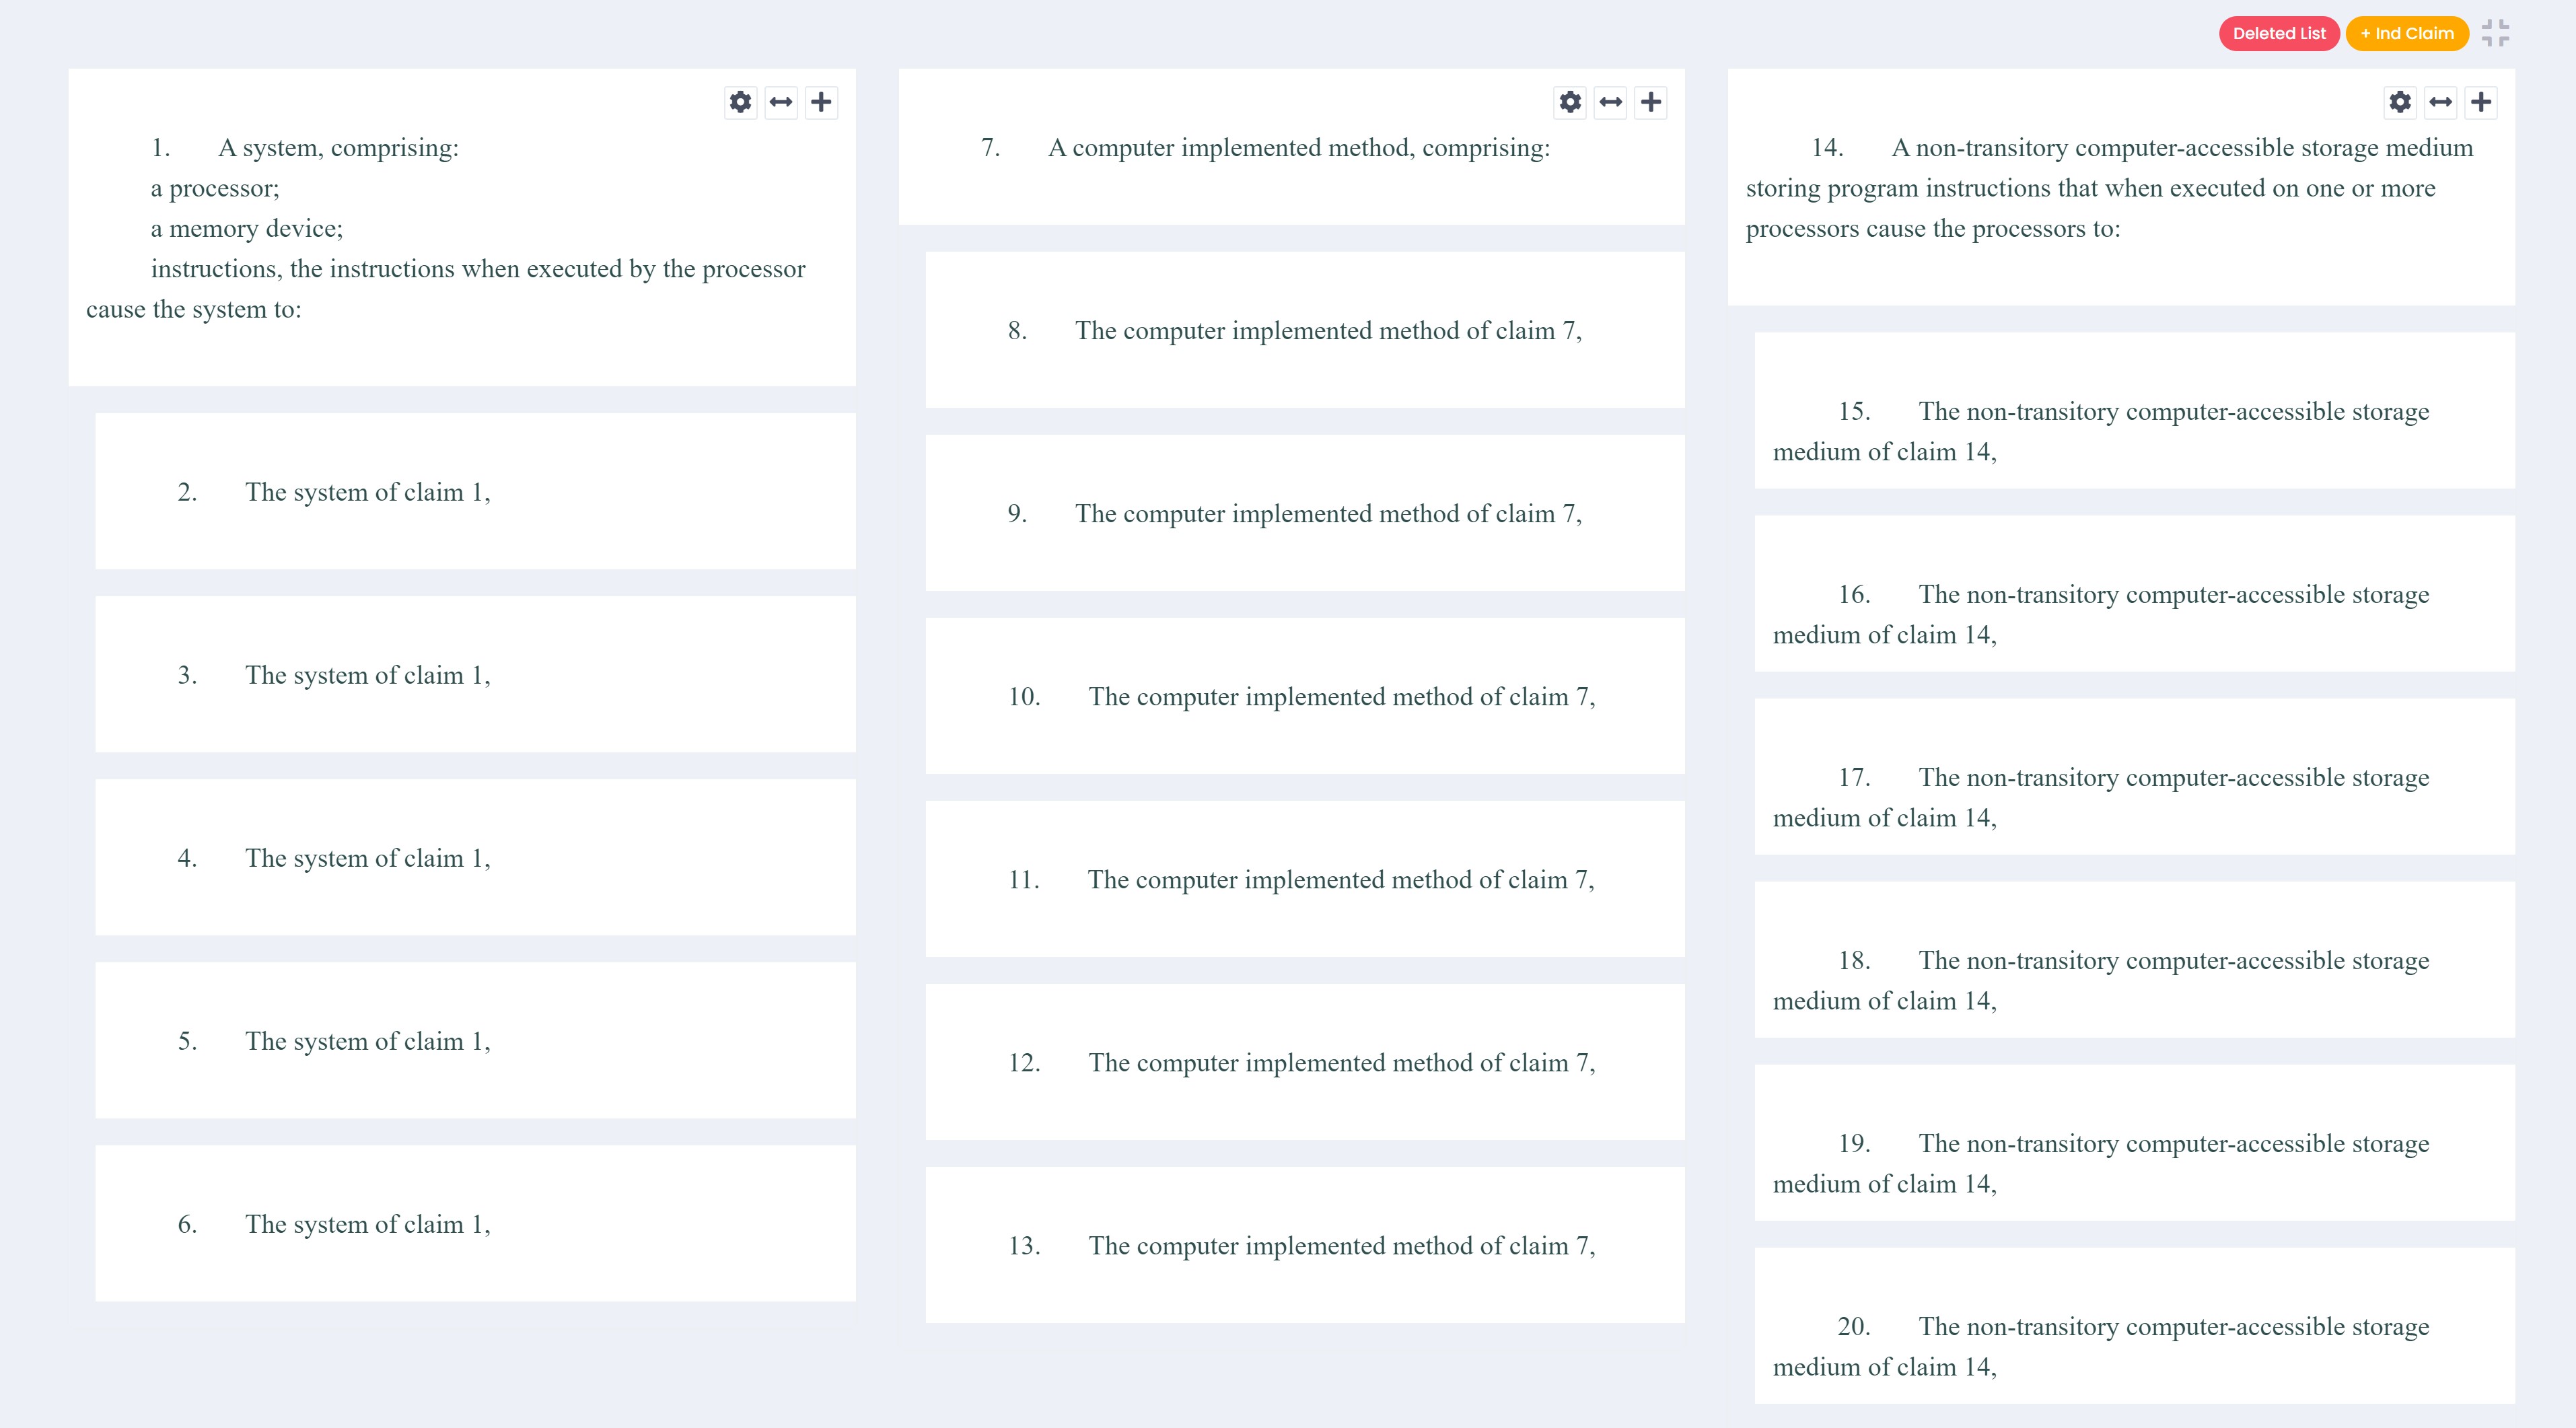 Deleted List
+ Ind Claim
1. A system, comprising:
a processor;
a memory device;
instructions, the instructions when executed by the processor
cause the system to:
2. The system of claim 1,
3. The system of claim 1,
4. The system of claim 1,
5. The system of claim 1,
6. The system of claim 1,
7. A computer implemented method, comprising:
8. The computer implemented method of claim 7,
9. The computer implemented method of claim 7,
10. The computer implemented method of claim 7,
11. The computer implemented method of claim 7,
12. The computer implemented method of claim 7,
13. The computer implemented method of claim 7,
14. A non-transitory computer-accessible storage medium
storing program instructions that when executed on one or more
processors cause the processors to:
15. The non-transitory computer-accessible storage
medium of claim 14,
16. The non-transitory computer-accessible storage
medium of claim 14,
17. The non-transitory computer-accessible storage
medium of claim 14,
18. The non-transitory computer-accessible storage
medium of claim 14,
19. The non-transitory computer-accessible storage
medium of claim 14,
20. The non-transitory computer-accessible storage
medium of claim 14,